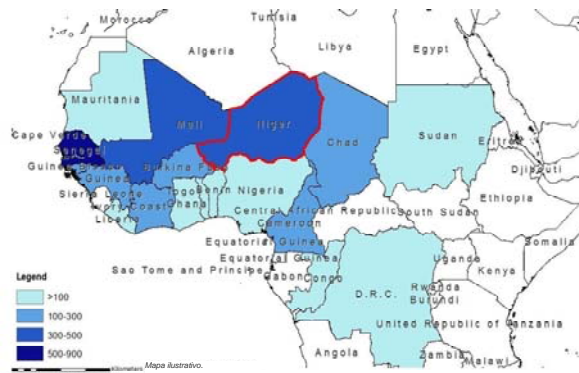 Morocco
Tunisia
Algeria
Libya
Egypt
Mauritania
Mali
Niger
Chad
Sudan
Eritrea
Djibouti
Cape Verde
Senegal
Guinea
Burkina
Sierra Leone
Ivory Coast
Liberia
Togo
Ghana
Benin Nigeria
Central African Republic
South Sudan
Ethiopia
Somalia
Cameroon
Equatorial Guinea
Equatorial Guinea
Sao Tome and Principe
Gabon
Congo
D.R.C.
Uganda
Kenya
Rwanda
Burundi
United Republic of Tanzania
Angola
Zambia
Malawi
Legend
>100
100-300
300-500
500-900
Kilometers
Mapa ilustrativo.